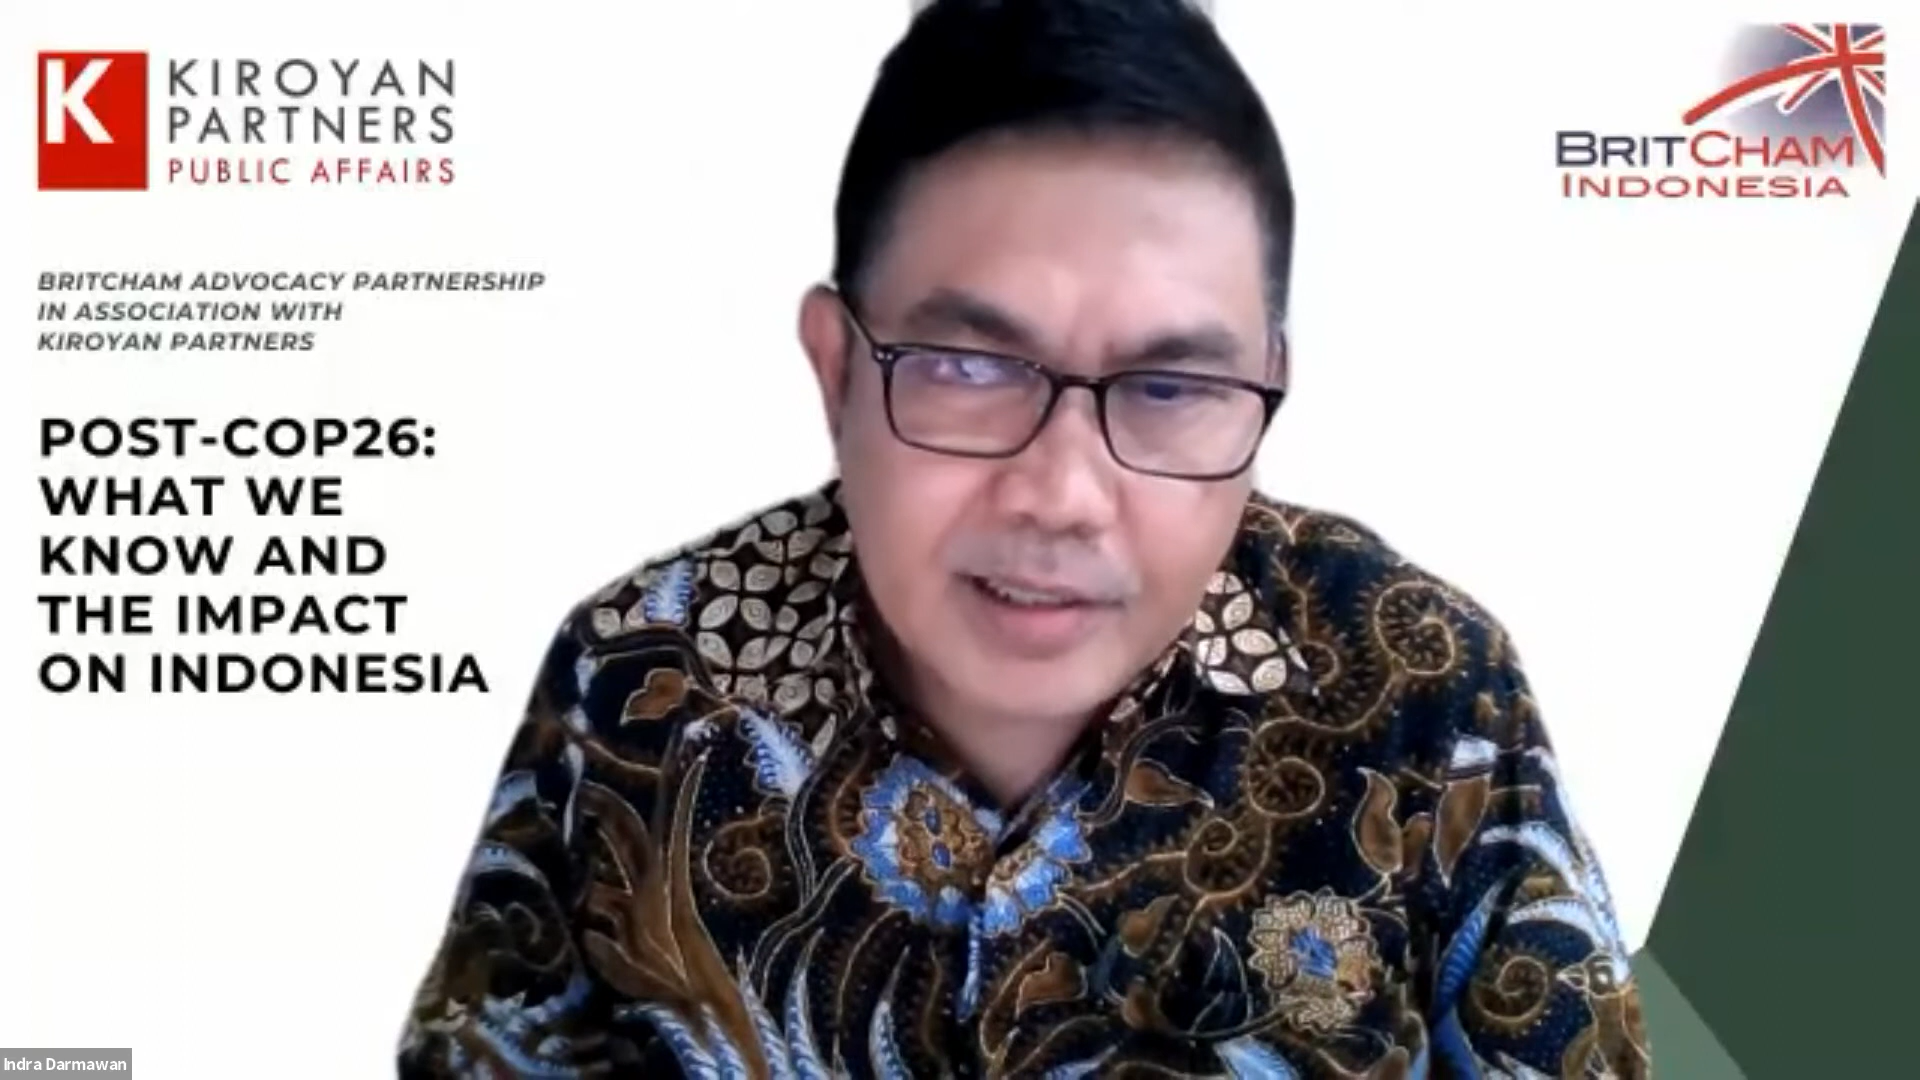 K
KIROYAN
PARTNERS
PUBLIC AFFAIRS
BRITCHAM
INDONESIA
BRITCHAM ADVOCACY PARTNERSHIP
IN ASSOCIATION WITH
KIROYAN PARTNERS
POST-COP26:
WHAT WE
KNOW AND
THE IMPACT
ON INDONESIA
Indra Darmawan